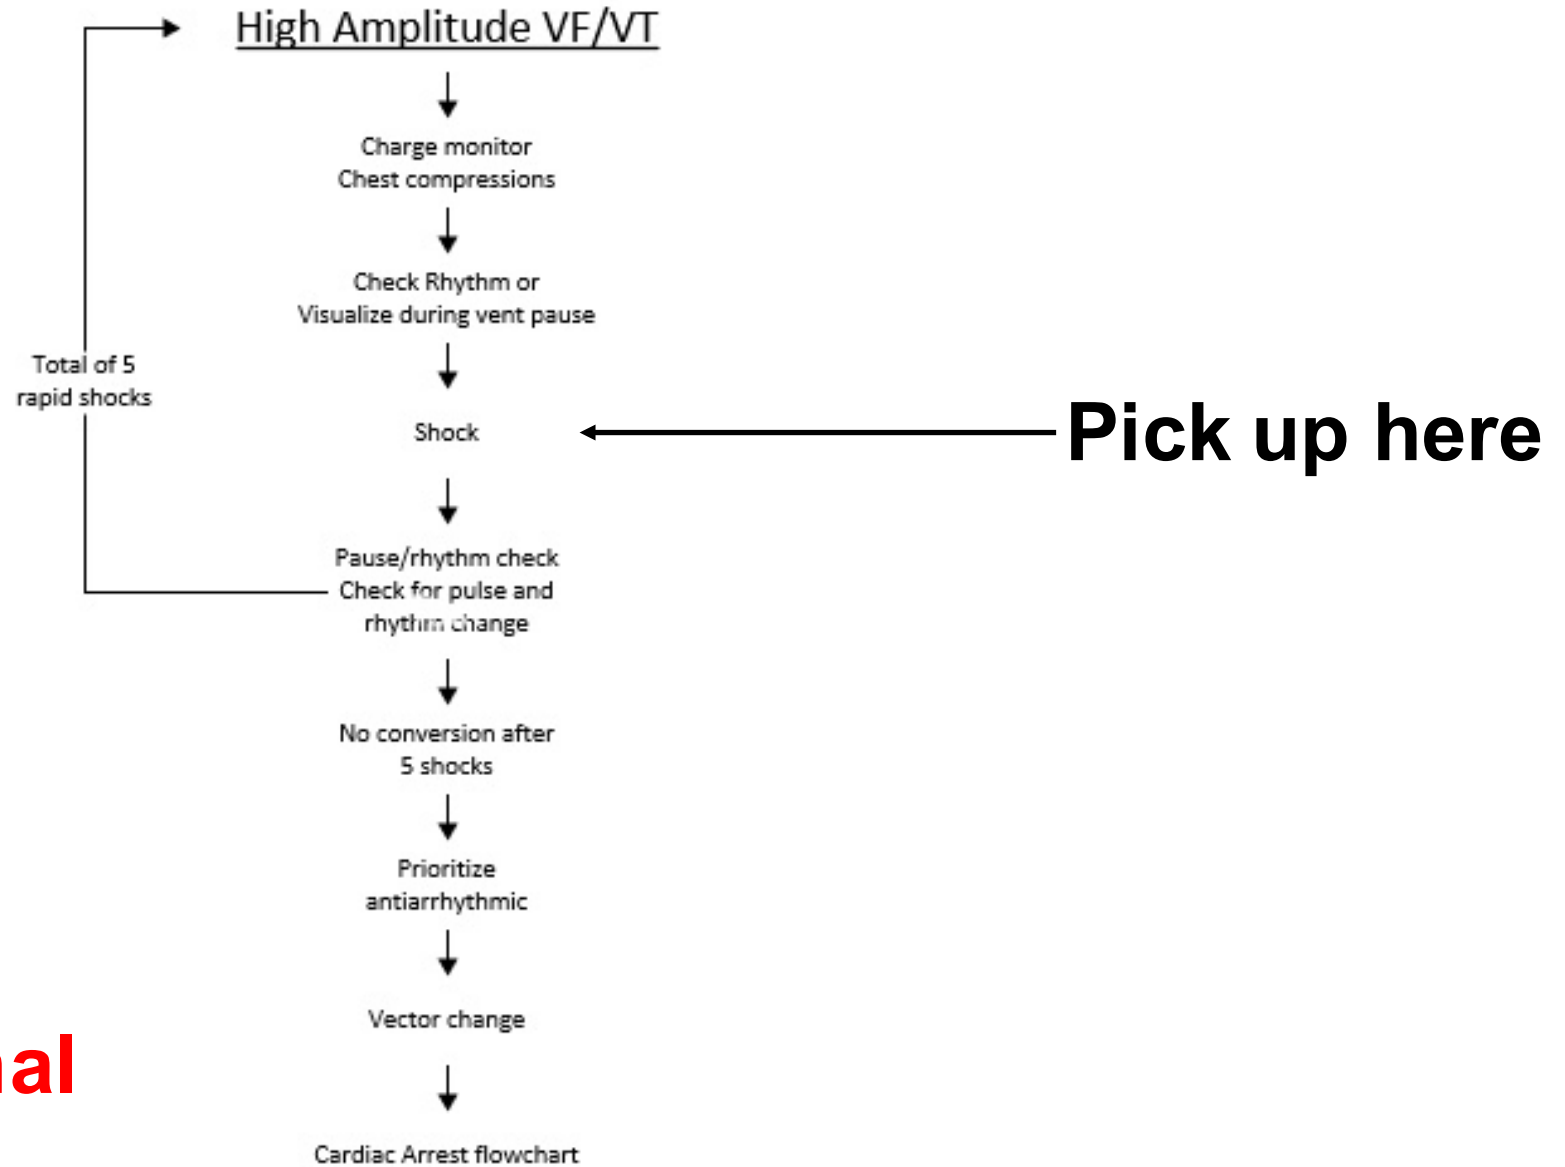 High Amplitude VF/VT
Charge monitor
Chest compressions
Check Rhythm or
Visualize during vent pause
Total of 5
rapid shocks
Shock
Pick up here
Pause/rhythm check
Check for pulse and
rhythm change
No conversion after
5 shocks
Prioritize
antiarrhythmic
Vector change
Cardiac Arrest flowchart